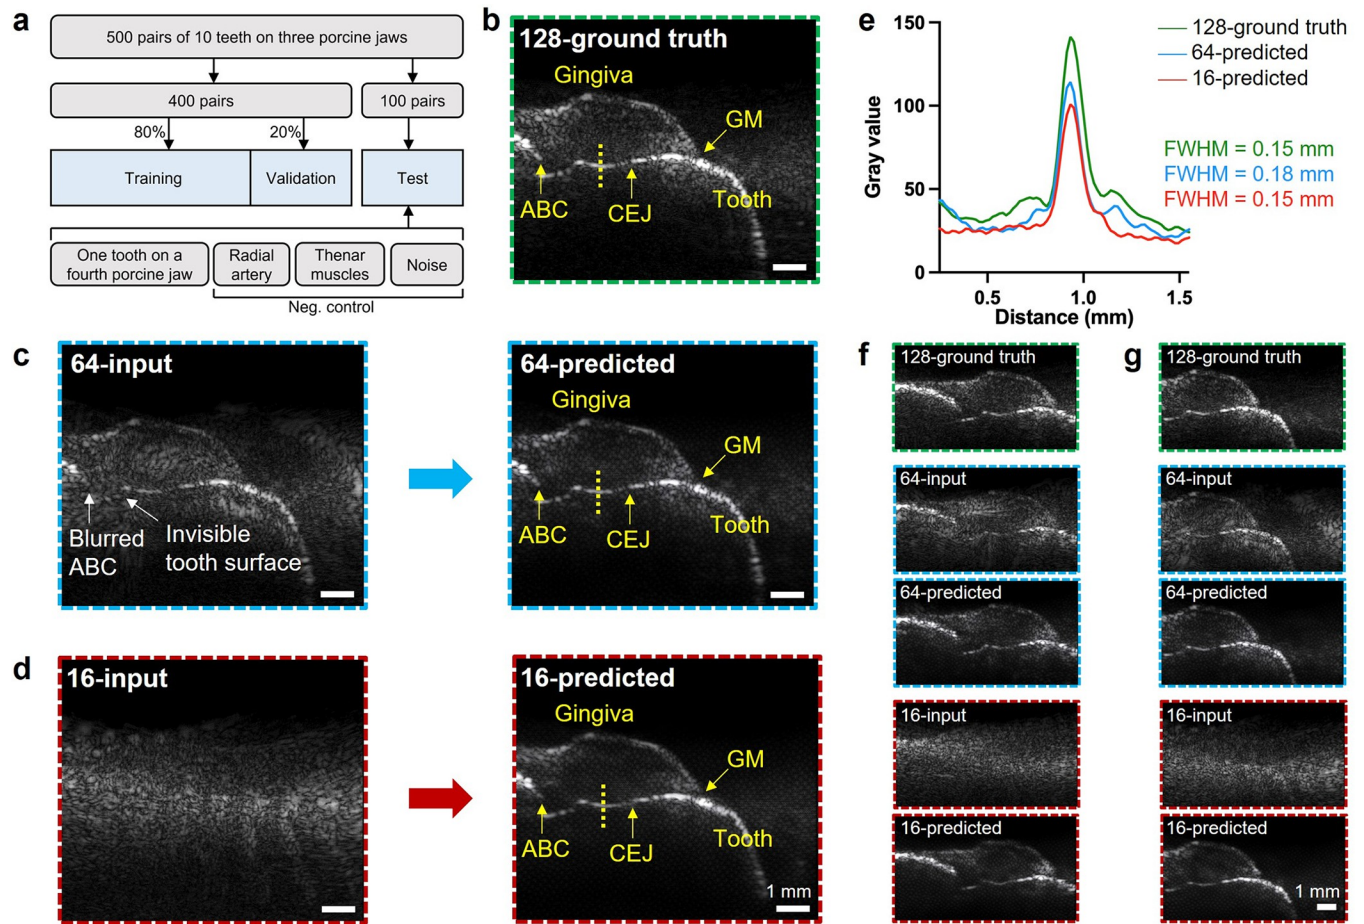 a
500 pairs of 10 teeth on three porcine jaws
400 pairs
100 pairs
80%
20%
Training
Validation
Test
One tooth on a
fourth porcine jaw
Radial
artery
Thenar
muscles
Noise
Neg. control
b
128-ground truth
Gingiva
GM
ABC
CEJ
Tooth
e
150
100
50
0
0.5
1.0
1.5
Gray value
Distance (mm)
128-ground truth
64-predicted
16-predicted
FWHM = 0.15 mm
FWHM = 0.18 mm
FWHM = 0.15 mm
c
64-input
Blurred
ABC
Invisible
tooth surface
64-predicted
Gingiva
GM
ABC
CEJ
Tooth
d
16-input
16-predicted
Gingiva
GM
ABC
CEJ
Tooth
1 mm
f
128-ground truth
64-input
64-predicted
16-input
16-predicted
g
128-ground truth
64-input
64-predicted
16-input
16-predicted
1 mm